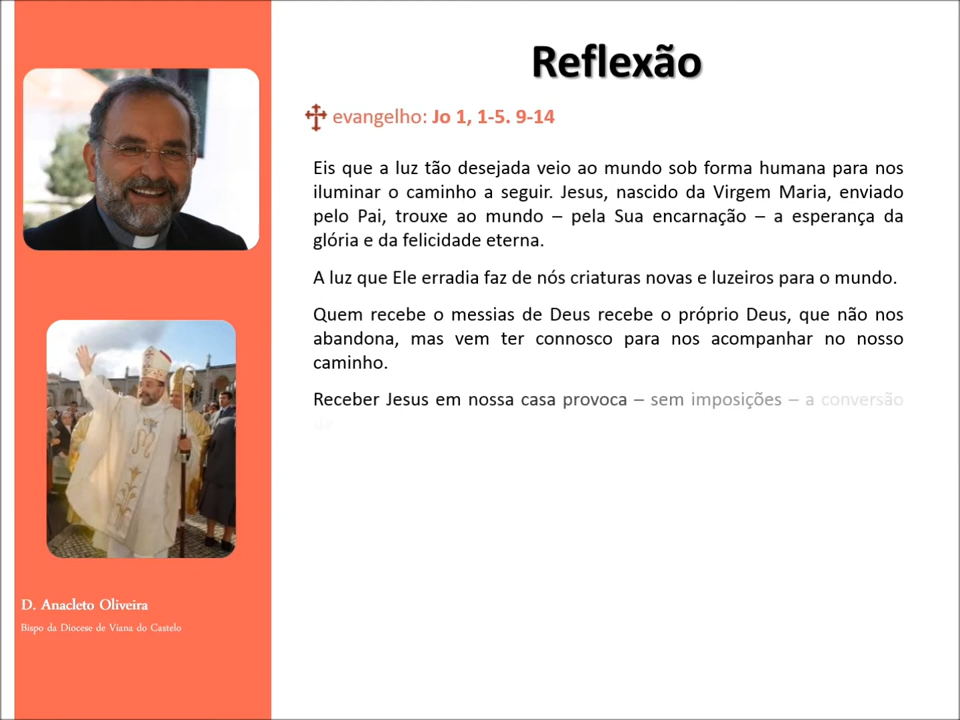 Reflexão
evangelho: Jo 1, 1-5. 9-14
Eis que a luz tão desejada veio ao mundo sob forma humana para nos
iluminar o caminho a seguir. Jesus, nascido da Virgem Maria, enviado
pelo Pai, trouxe ao mundo – pela Sua encarnação – a esperança da
glória e da felicidade eterna.
A luz que Ele erradia faz de nós criaturas novas e luzeiros para o mundo.
Quem recebe o messias de Deus recebe o próprio Deus, que não nos
abandona, mas vem ter connosco para nos acompanhar no nosso
caminho.
Receber Jesus em nossa casa provoca – sem imposições – a conversão
da
D. Anacleto Oliveira
Bispo da Diocese de Viana do Castelo